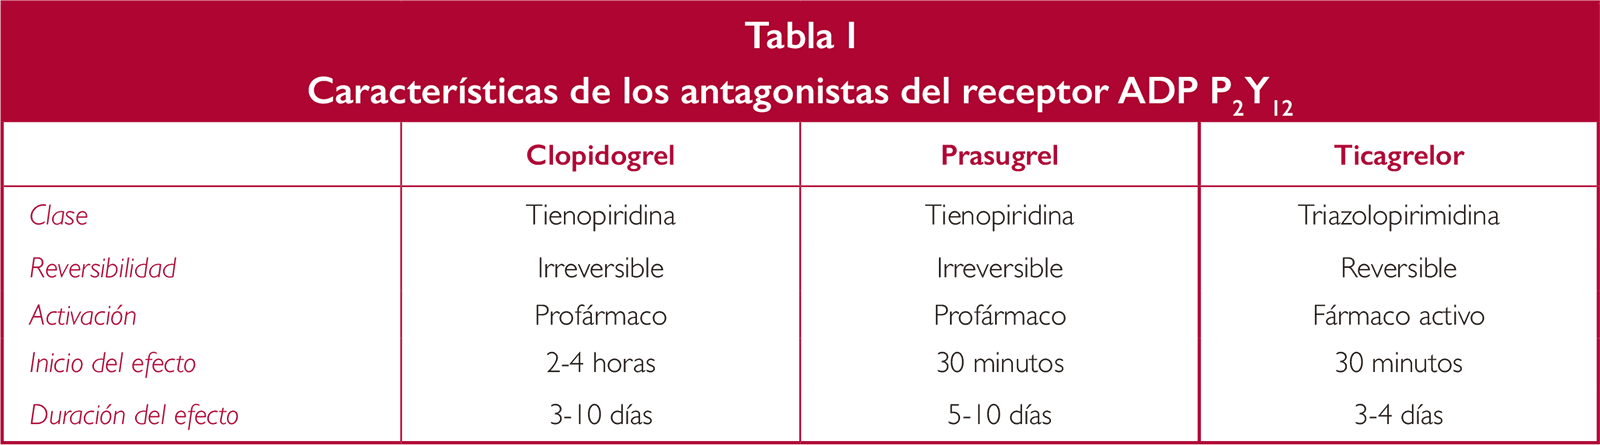 Tabla I
Características de los antagonistas del receptor ADP P₂Y₁₂
Clopidogrel Prasugrel Ticagrelor
Clase Tienopiridina Tienopiridina Triazolopirimidina
Reversibilidad Irreversible Irreversible Reversible
Activación Profármaco Profármaco Fármaco activo
Inicio del efecto 2-4 horas 30 minutos 30 minutos
Duración del efecto 3-10 días 5-10 días 3-4 días